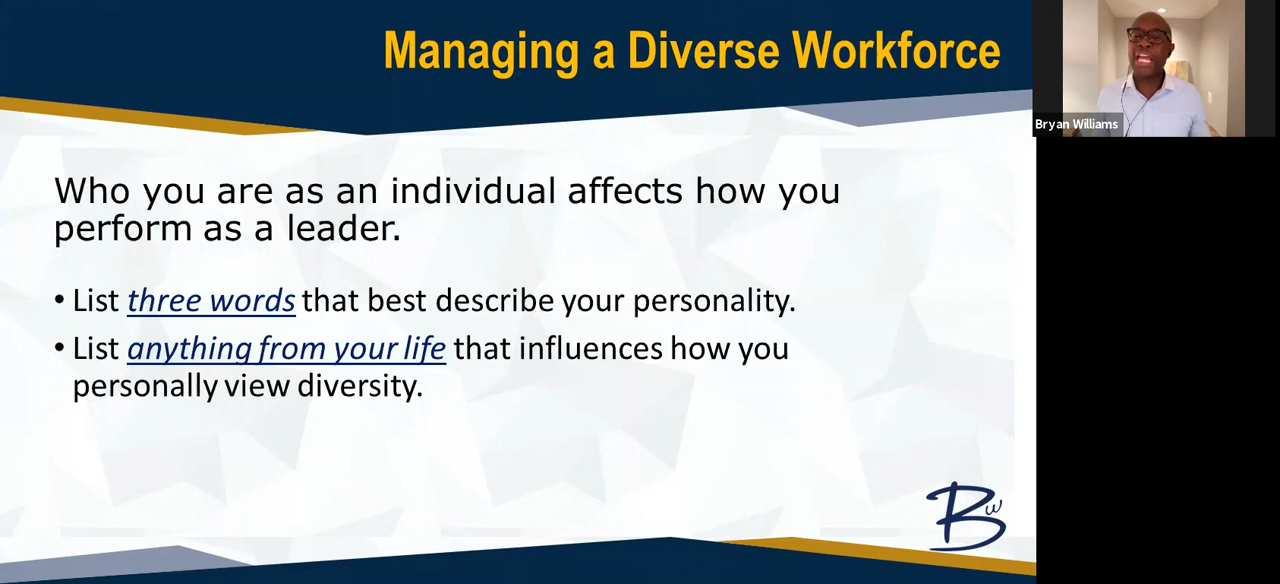 Managing a Diverse Workforce
Bryan Williams
Who you are as an individual affects how you
perform as a leader.
• List three words that best describe your personality.
• List anything from your life that influences how you
personally view diversity.
BW